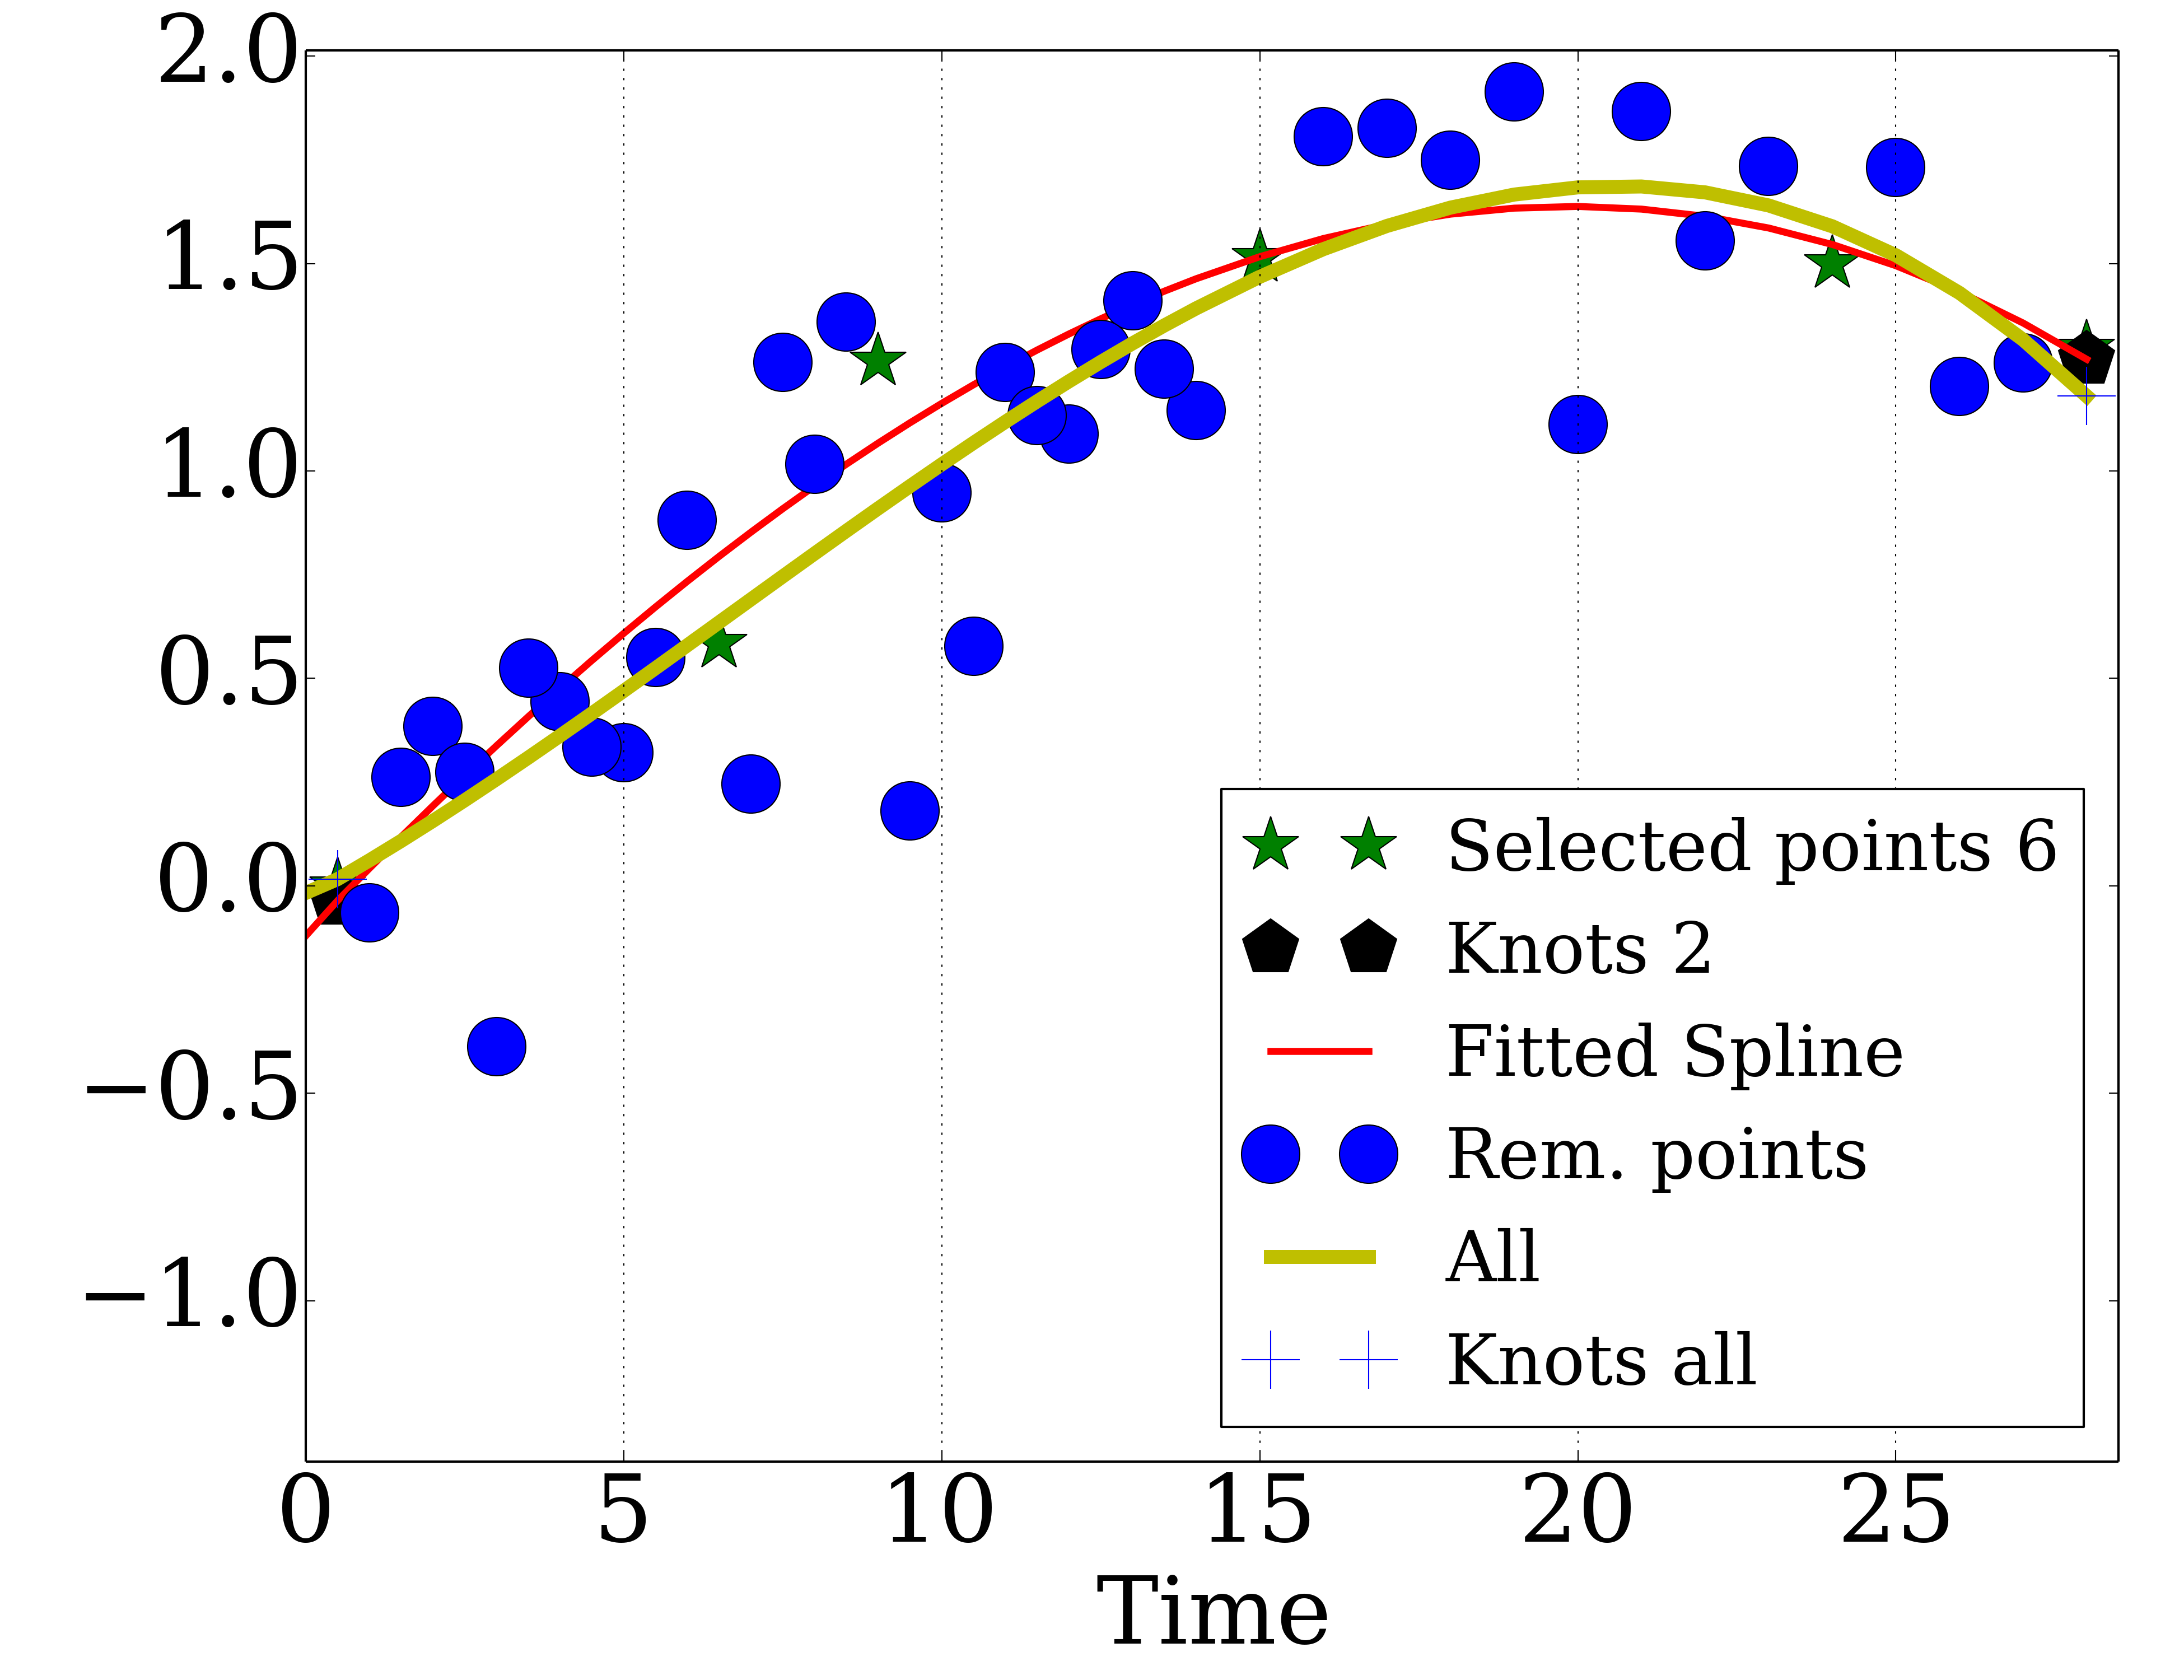 2.0
1.5
1.0
0.5
0.0
−0.5
−1.0
Selected points 6
Knots 2
Fitted Spline
Rem. points
All
Knots all
0 5 10 15 20 25
Time